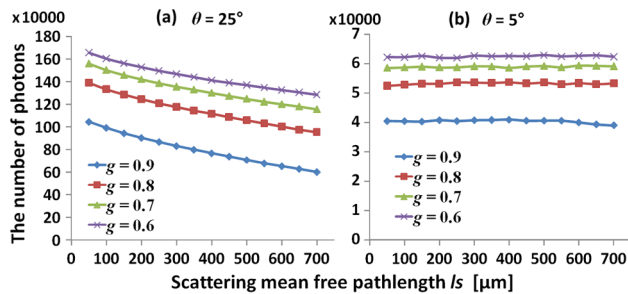 x10000 (a) θ = 25°
The number of photons
180
160
140
120
100
80
60
40
20
0
g = 0.9
g = 0.8
g = 0.7
g = 0.6
0 100 200 300 400 500 600 700
x10000 (b) θ = 5°
7
6
5
4
3
2
1
0
g = 0.9
g = 0.8
g = 0.7
g = 0.6
0 100 200 300 400 500 600 700
Scattering mean free pathlength ls [µm]